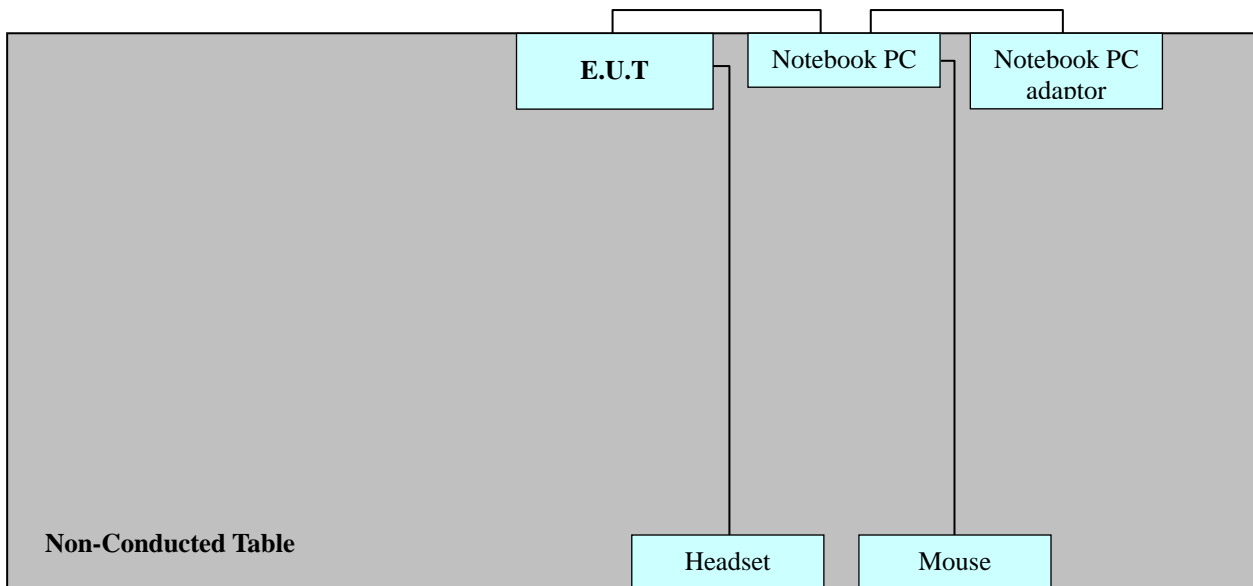 E.U.T
Notebook PC
Notebook PC
adaptor
Non-Conducted Table
Headset
Mouse